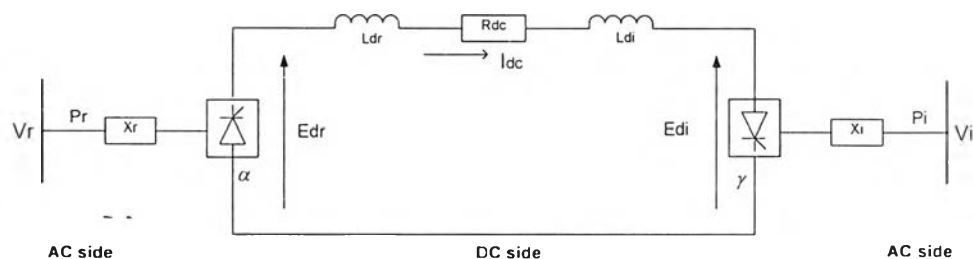 Ldr
Rdc
Ldi
Idc
Vr
Pr
Xr
α
Edr
Edi
γ
Xi
Pi
Vi
AC side
DC side
AC side